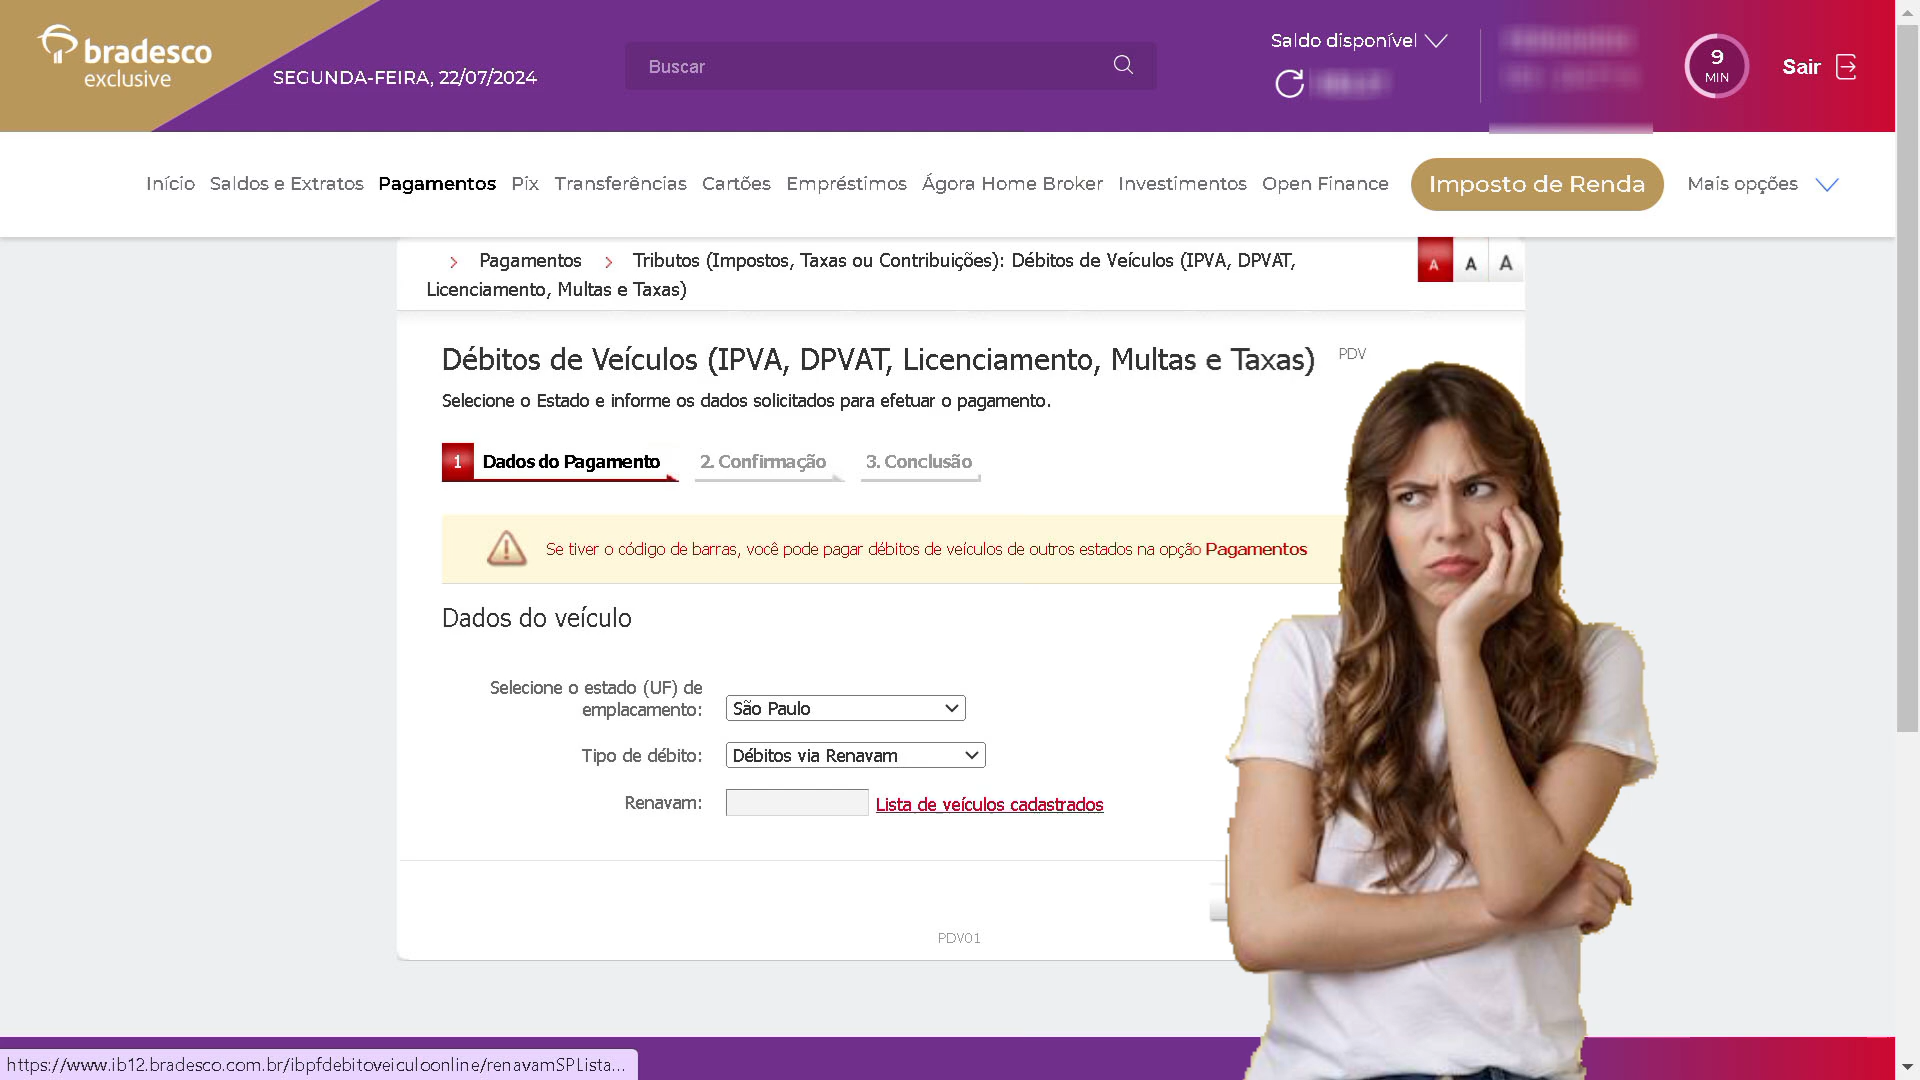 bradesco
exclusive
SEGUNDA-FEIRA, 22/07/2024
Buscar
Saldo disponível
9
MIN
Sair
Início Saldos e Extratos Pagamentos Pix Transferências Cartões Empréstimos Ágora Home Broker Investimentos Open Finance Imposto de Renda Mais opções
Pagamentos Tributos (Impostos, Taxas ou Contribuições): Débitos de Veículos (IPVA, DPVAT,
Licenciamento, Multas e Taxas)
A A A
Débitos de Veículos (IPVA, DPVAT, Licenciamento, Multas e Taxas) PDV
Selecione o Estado e informe os dados solicitados para efetuar o pagamento.
1 Dados do Pagamento 2. Confirmação 3. Conclusão
Se tiver o código de barras, você pode pagar débitos de veículos de outros estados na opção Pagamentos
Dados do veículo
Selecione o estado (UF) de
emplacamento: São Paulo
Tipo de débito: Débitos via Renavam
Renavam: Lista de veículos cadastrados
PDV01
https://www.ib12.bradesco.com.br/ibpfdebitoveiculoonline/renavamSPLista...